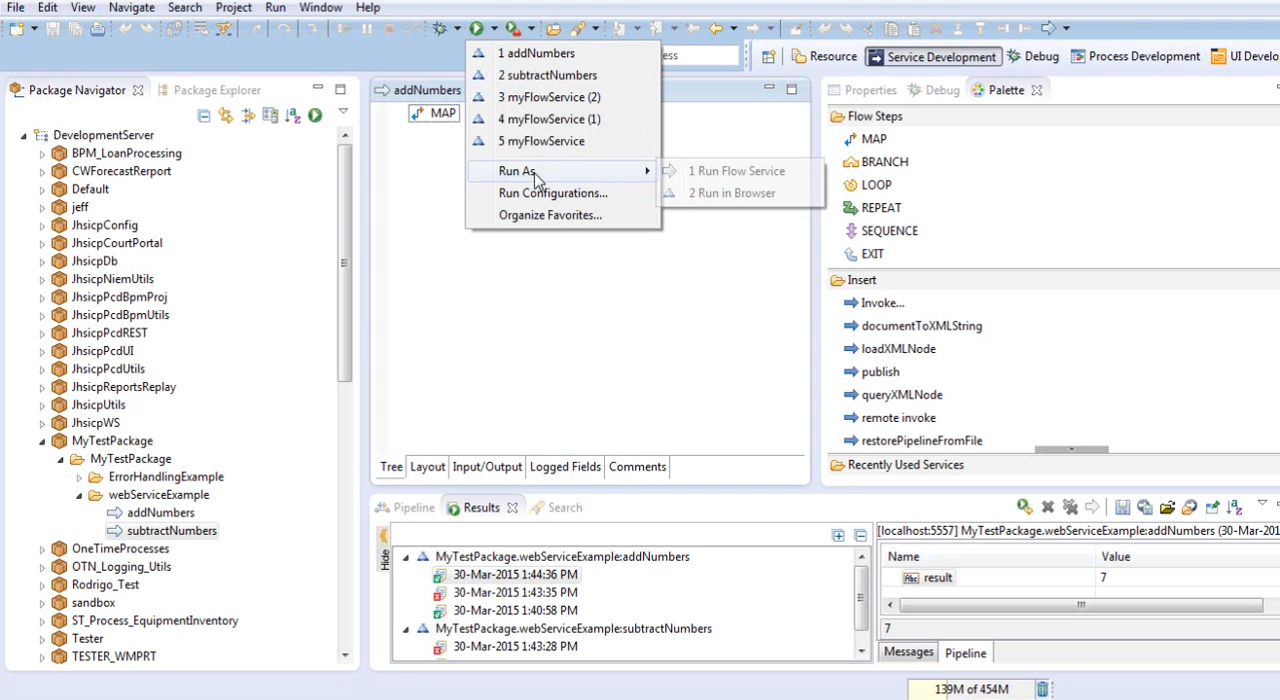 File Edit View Navigate Search Project Run Window Help
1 addNumbers
2 subtractNumbers
3 myFlowService (2)
4 myFlowService (1)
5 myFlowService
Run As
Run Configurations...
Organize Favorites...
1 Run Flow Service
2 Run in Browser
ess
Resource Service Development Debug Process Development UI Develo
Package Navigator Package Explorer
DevelopmentServer
BPM_LoanProcessing
CWForecastReport
Default
jeff
JhsicpConfig
JhsicpCourtPortal
JhsicpDb
JhsicpNiemUtils
JhsicpPcdBpmProj
JhsicpPcdBpmUtils
JhsicpPcdREST
JhsicpPcdUI
JhsicpPcdUtils
JhsicpReportsReplay
JhsicpUtils
JhsicpWS
MyTestPackage
MyTestPackage
ErrorHandlingExample
webServiceExample
addNumbers
subtractNumbers
OneTimeProcesses
OTN_Logging_Utils
Rodrigo_Test
sandbox
ST_Process_EquipmentInventory
Tester
TESTER_WMPRT
addNumbers
MAP
Tree Layout Input/Output Logged Fields Comments
Properties Debug Palette
Flow Steps
MAP
BRANCH
LOOP
REPEAT
SEQUENCE
EXIT
Insert
Invoke...
documentToXMLString
loadXMLNode
publish
queryXMLNode
remote invoke
restorePipelineFromFile
Recently Used Services
Pipeline Results Search
Hide
MyTestPackage.webServiceExample:addNumbers
30-Mar-2015 1:44:36 PM
30-Mar-2015 1:43:35 PM
30-Mar-2015 1:40:58 PM
MyTestPackage.webServiceExample:subtractNumbers
30-Mar-2015 1:43:28 PM
[localhost:5557] MyTestPackage.webServiceExample:addNumbers (30-Mar-201
Name Value
Abc result 7
7
Messages Pipeline
139M of 454M